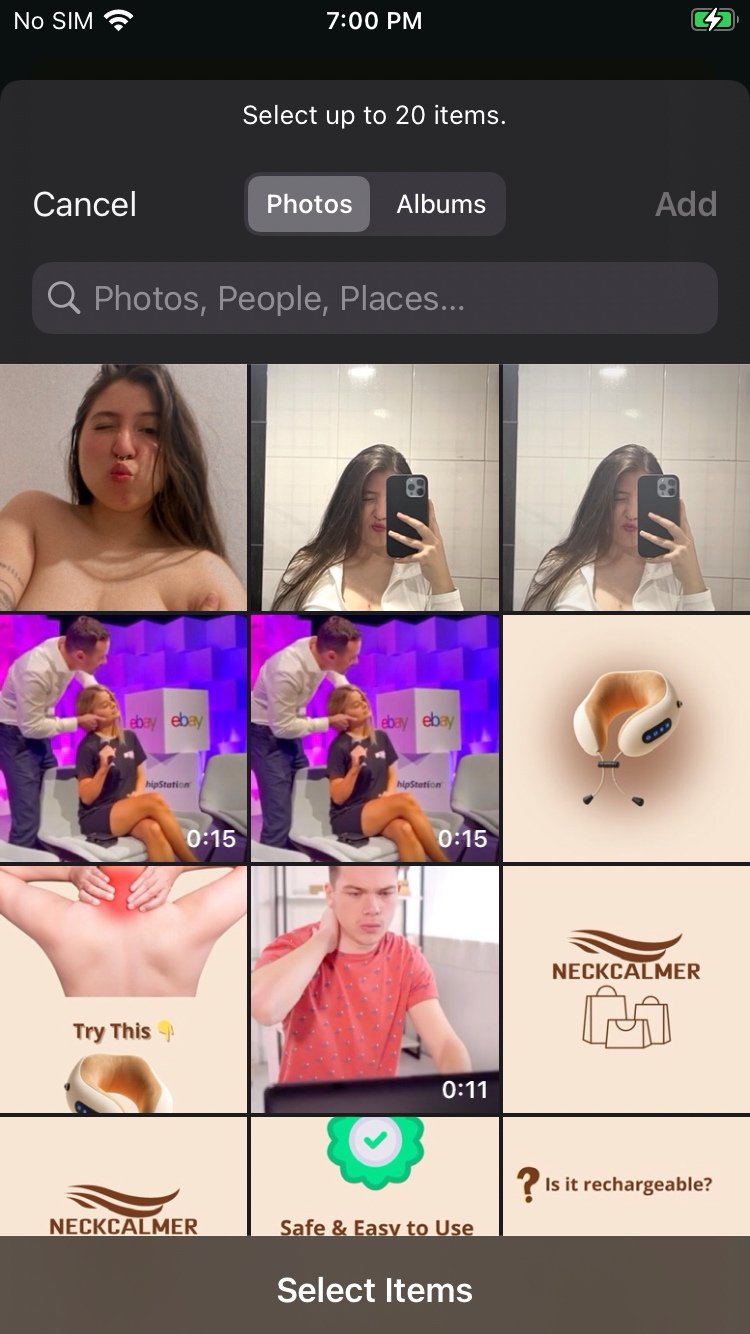 No SIM 7:00 PM
Select up to 20 items.
Cancel Photos Albums Add
Photos, People, Places...
ebay ebay
hipStation
0:15
ebay ebay
hipStation
0:15
Try This 👇
0:11
NECKCALMER
NECKCALMER
Safe & Easy to Use
? Is it rechargeable?
Select Items